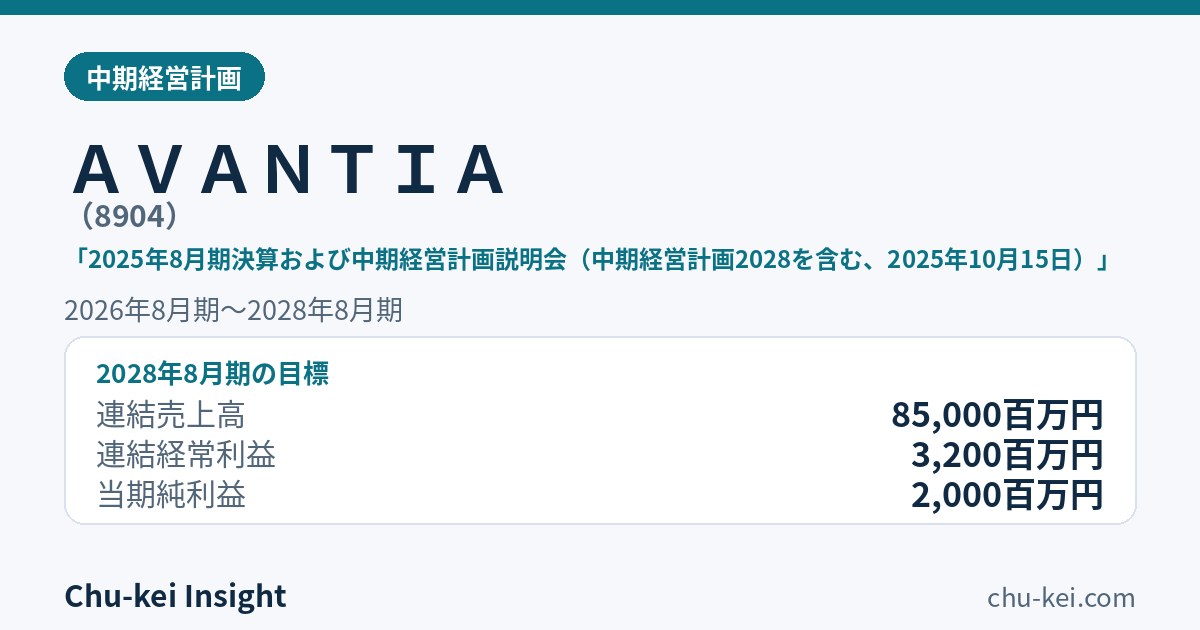 中期経営計画
ＡＶＡＮＴＩＡ
（8904）
「2025年8月期決算および中期経営計画説明会（中期経営計画2028を含む、2025年10月15日）」
2026年8月期〜2028年8月期
2028年8月期の目標
連結売上高 85,000百万円
連結経常利益 3,200百万円
当期純利益 2,000百万円
Chu-kei Insight chu-kei.com